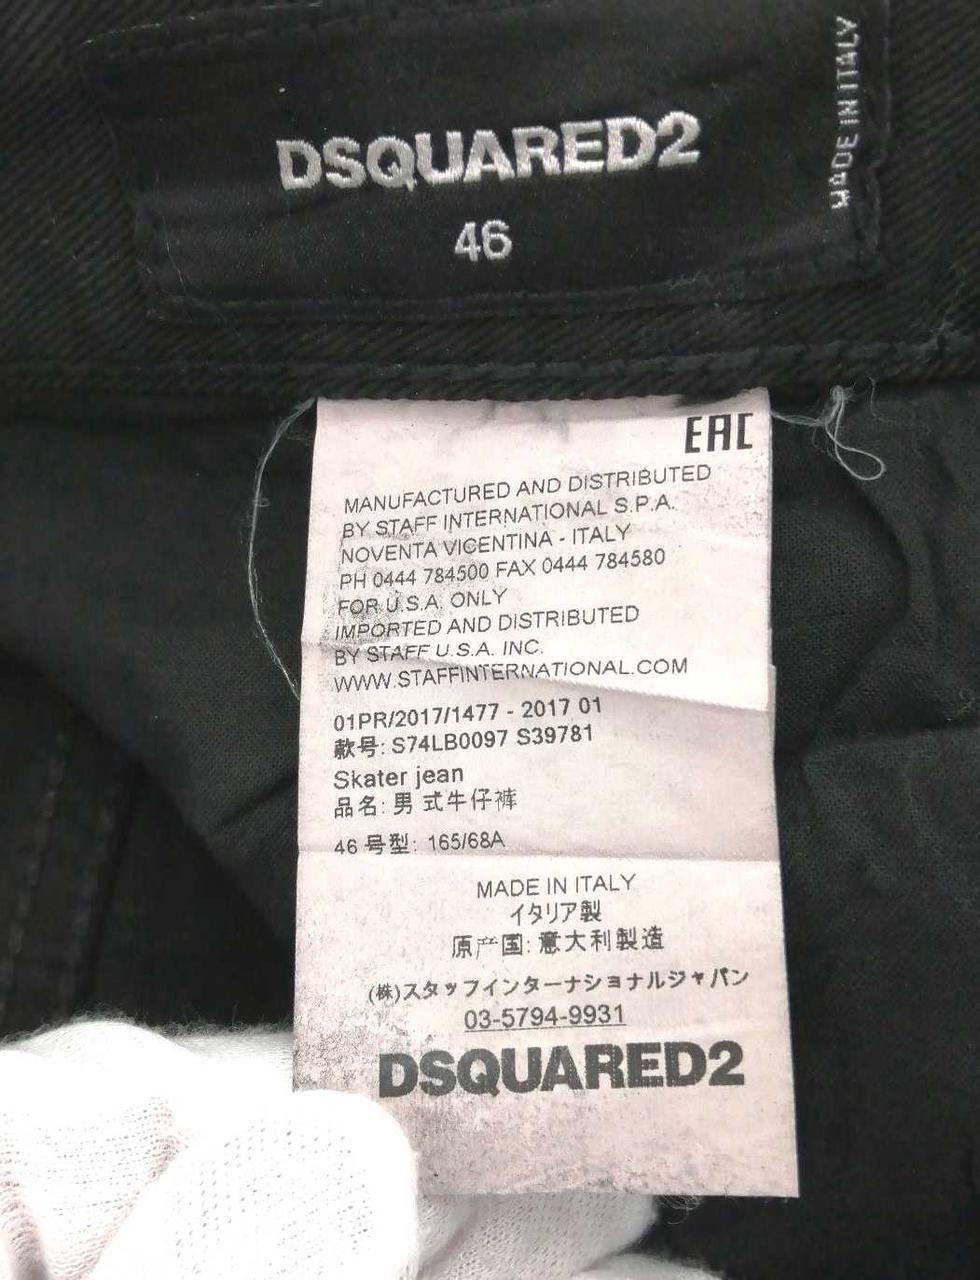 DSQUARED2
46
MADE IN ITALY
EAC
MANUFACTURED AND DISTRIBUTED
BY STAFF INTERNATIONAL S.P.A.
NOVENTA VICENTINA - ITALY
PH 0444 784500 FAX 0444 784580
FOR U.S.A. ONLY
IMPORTED AND DISTRIBUTED
BY STAFF U.S.A. INC.
WWW.STAFFINTERNATIONAL.COM
01PR/2017/1477 - 2017 01
款号: S74LB0097 S39781
Skater jean
品名: 男式牛仔裤
46 号型: 165/68A
MADE IN ITALY
イタリア製
原产国: 意大利製造
(株)スタッフインターナショナルジャパン
03-5794-9931
DSQUARED2